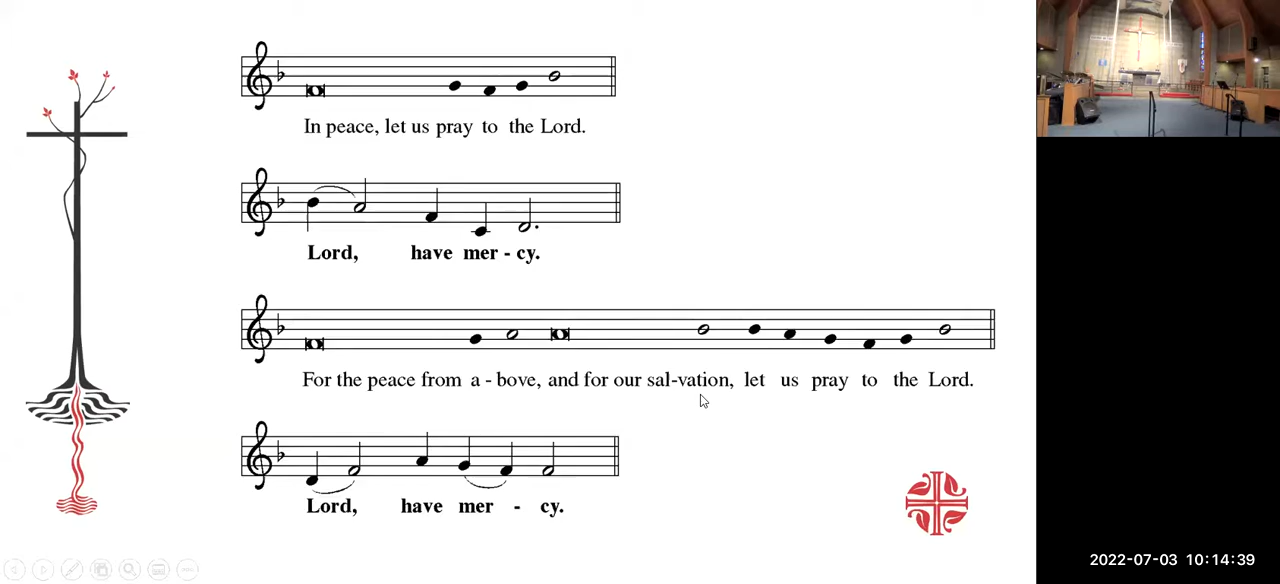 In peace, let us pray to the Lord.
Lord, have mer - cy.
For the peace from a - bove, and for our sal-vation, let us pray to the Lord.
Lord, have mer - cy.
2022-07-03 10:14:39